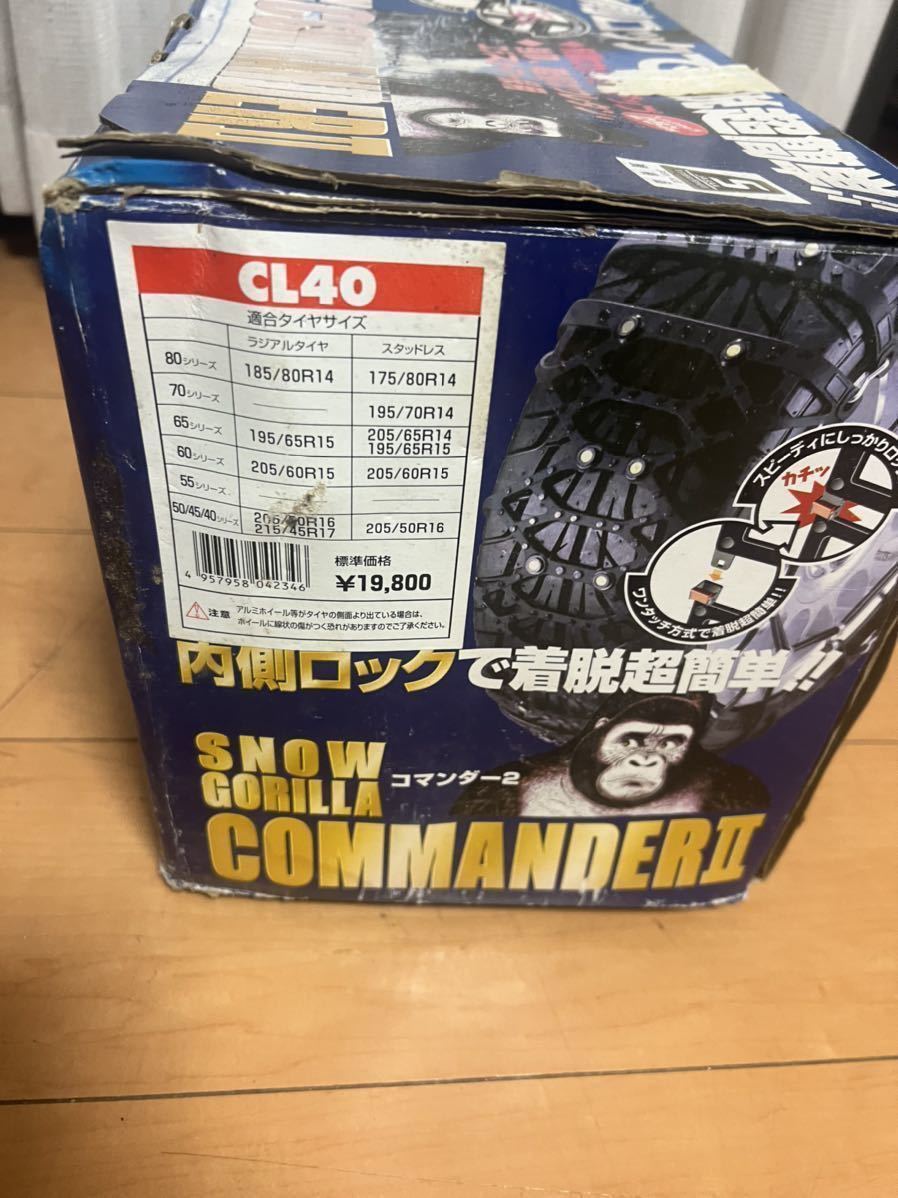 CL40
適合タイヤサイズ
ラジアルタイヤ スタッドレス
80シリーズ 185/80R14 175/80R14
70シリーズ 195/70R14
65シリーズ 195/65R15 205/65R14
195/65R15
60シリーズ 205/60R15 205/60R15
55シリーズ
50/45/40シリーズ 205/50R16
215/45R17 205/50R16
標準価格
¥19,800
4 957958 042346
注意 アルミホイール等がタイヤの側面より出ている場合は、
ホイールに線状の傷がつく恐れがありますのでご了承ください。
スピーディにしっかりロック
カチッ
ワンタッチ方式で着脱超簡単!!
内側ロックで着脱超簡単!!
SNOW
GORILLA
コマンダー2
COMMANDER II